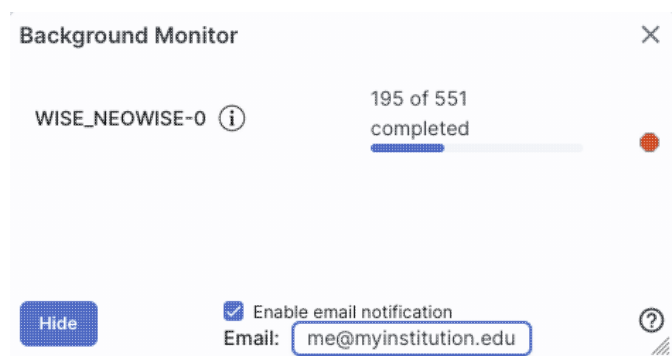 Background Monitor
WISE_NEOWISE-0
195 of 551
completed
Hide
Enable email notification
Email: me@myinstitution.edu